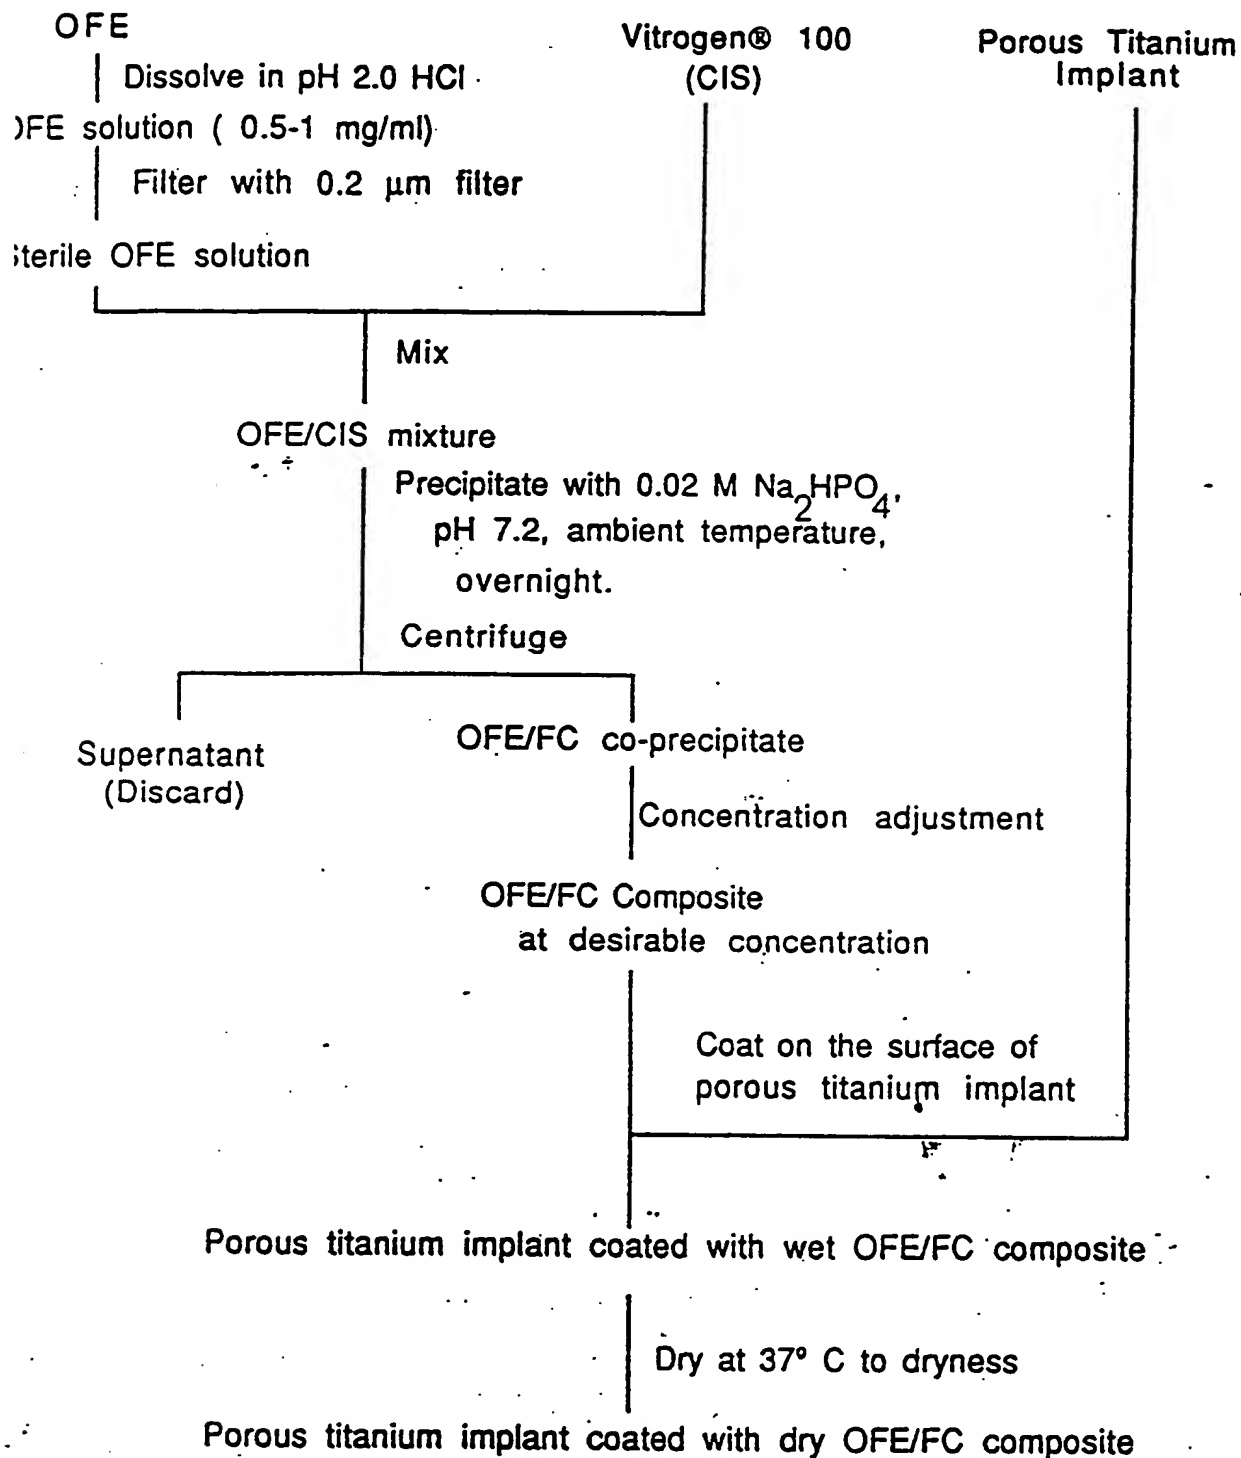 OFE
Vitrogen® 100
(CIS)
Porous Titanium
Implant
Dissolve in pH 2.0 HCl
)FE solution ( 0.5-1 mg/ml)
Filter with 0.2 μm filter
terile OFE solution
Mix
OFE/CIS mixture
Precipitate with 0.02 M Na2HPO4,
pH 7.2, ambient temperature,
overnight.
Centrifuge
Supernatant
(Discard)
OFE/FC co-precipitate
Concentration adjustment
OFE/FC Composite
at desirable concentration
Coat on the surface of
porous titanium implant
Porous titanium implant coated with wet OFE/FC composite
Dry at 37° C to dryness
Porous titanium implant coated with dry OFE/FC composite